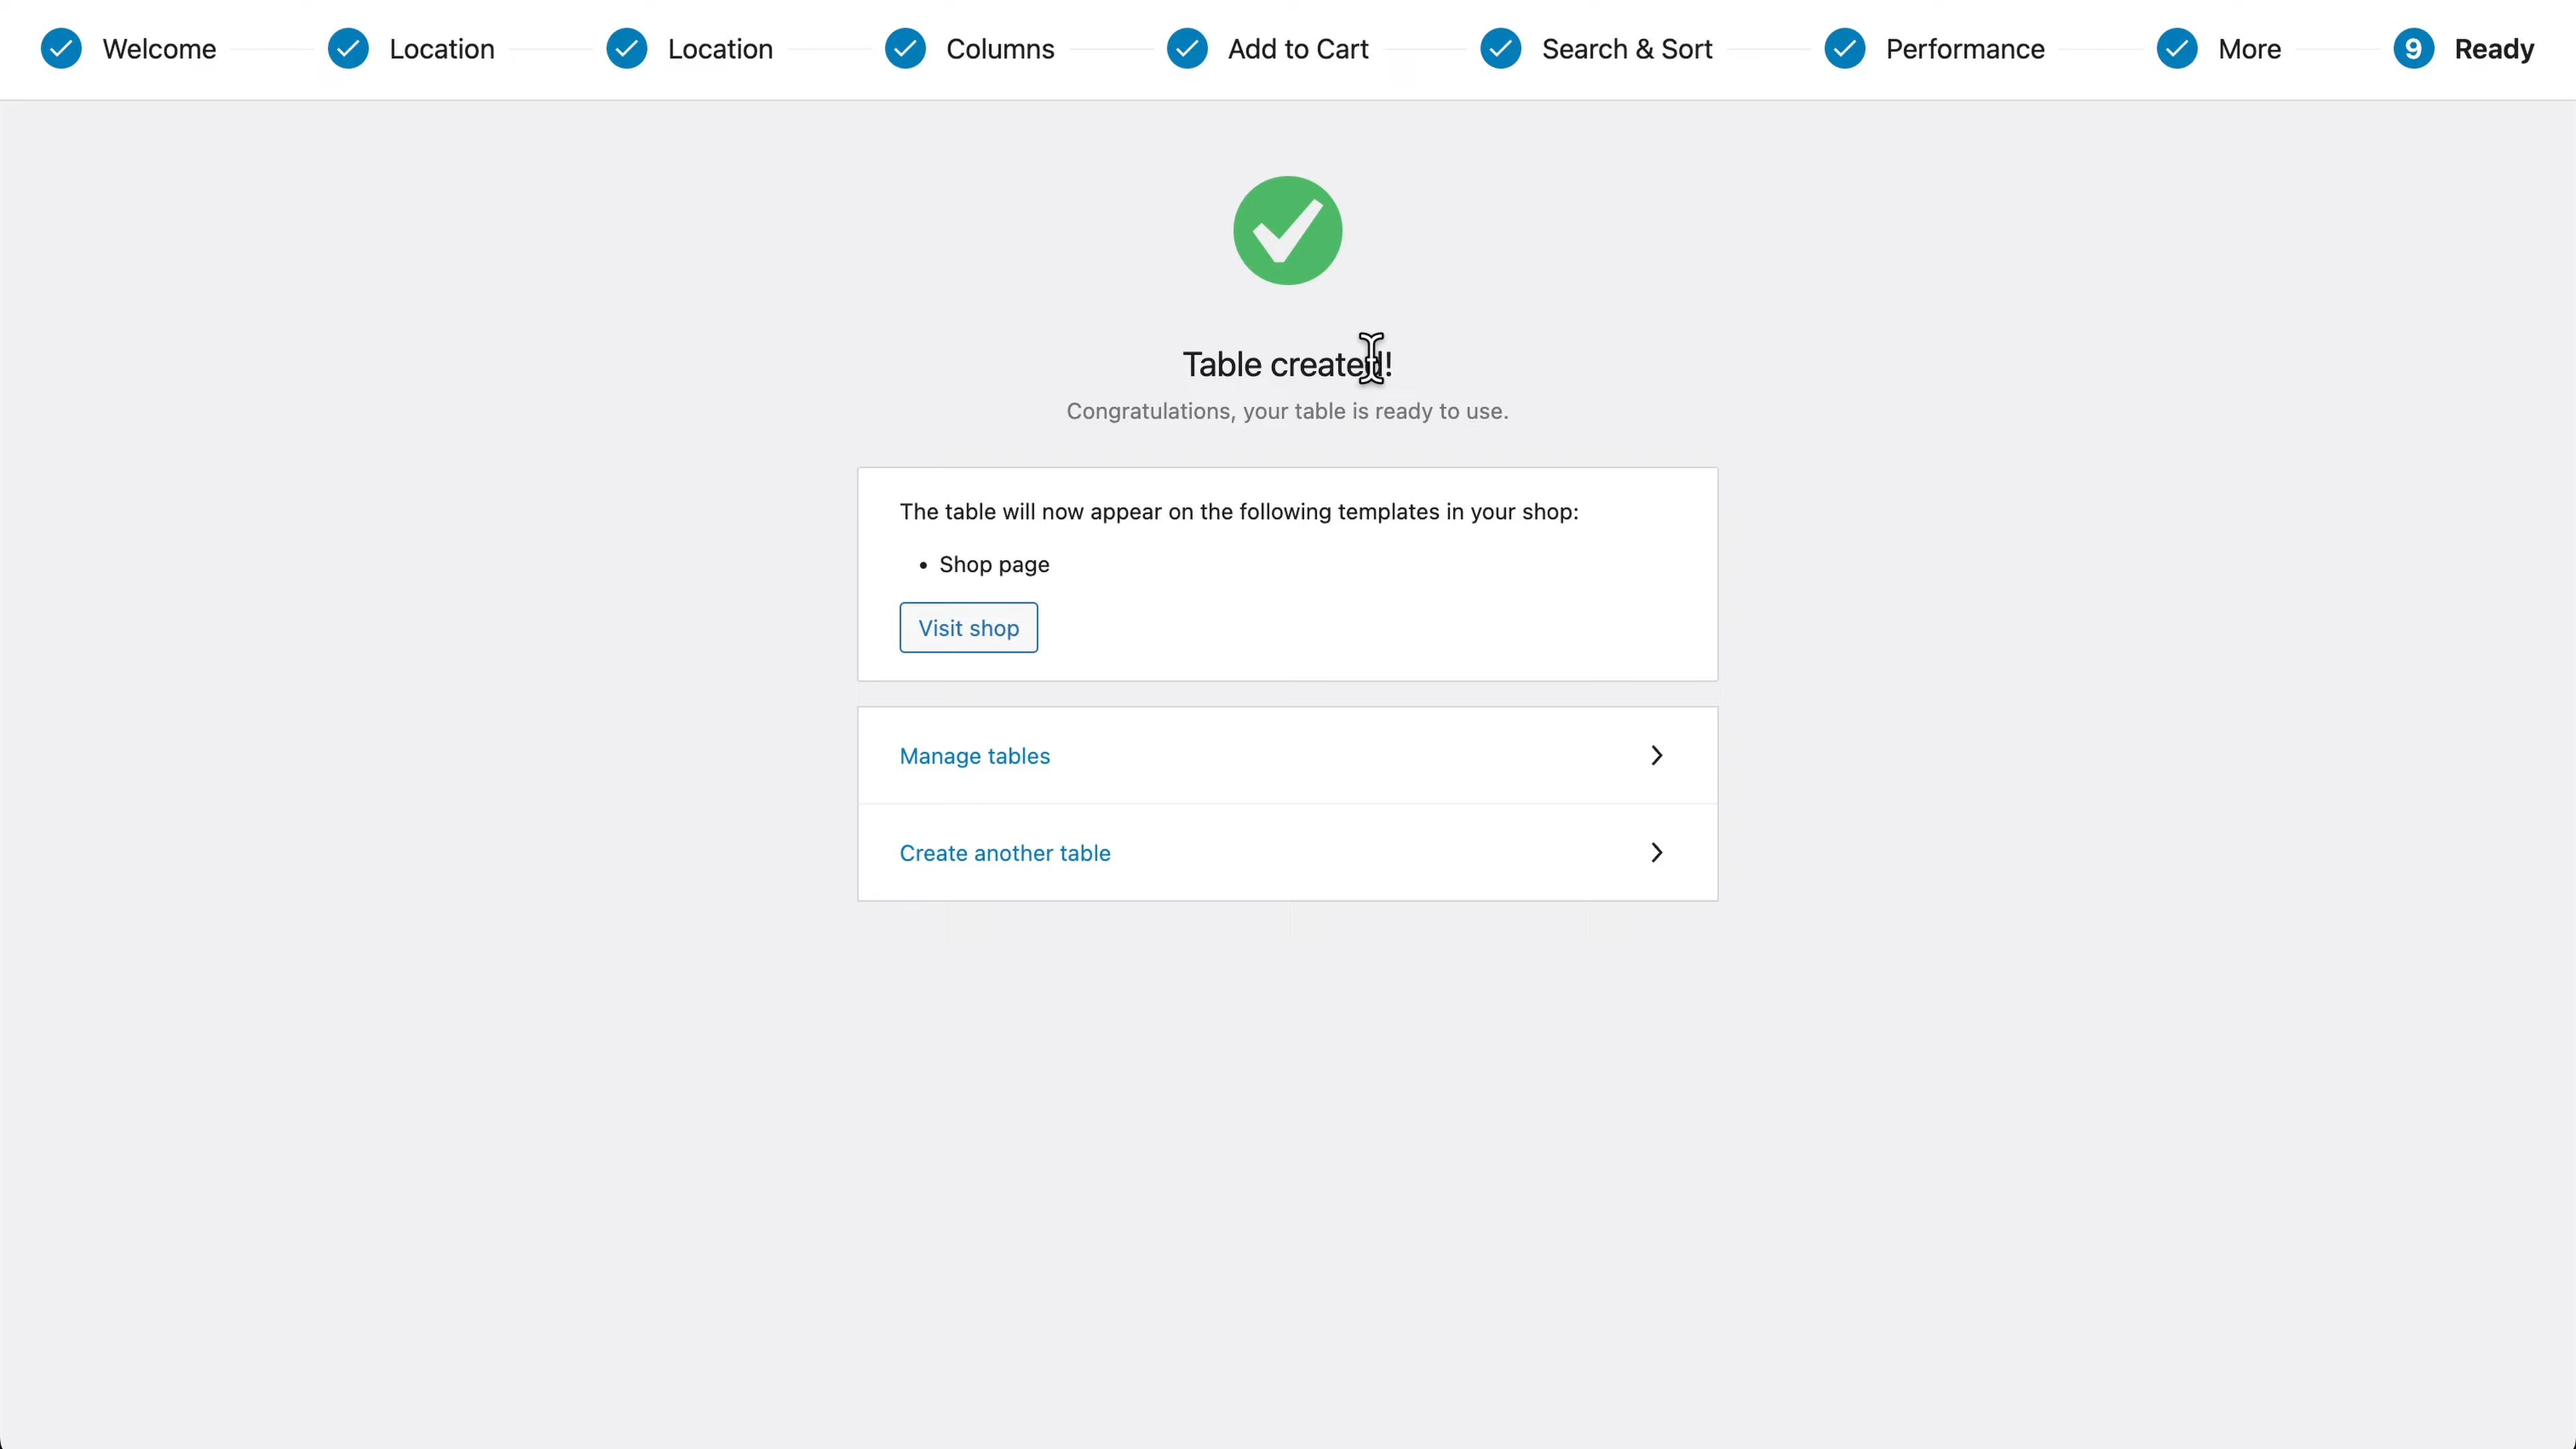 Welcome Location Location Columns Add to Cart Search & Sort Performance More 9 Ready
Table created!
Congratulations, your table is ready to use.
The table will now appear on the following templates in your shop:
• Shop page
Visit shop
Manage tables
Create another table